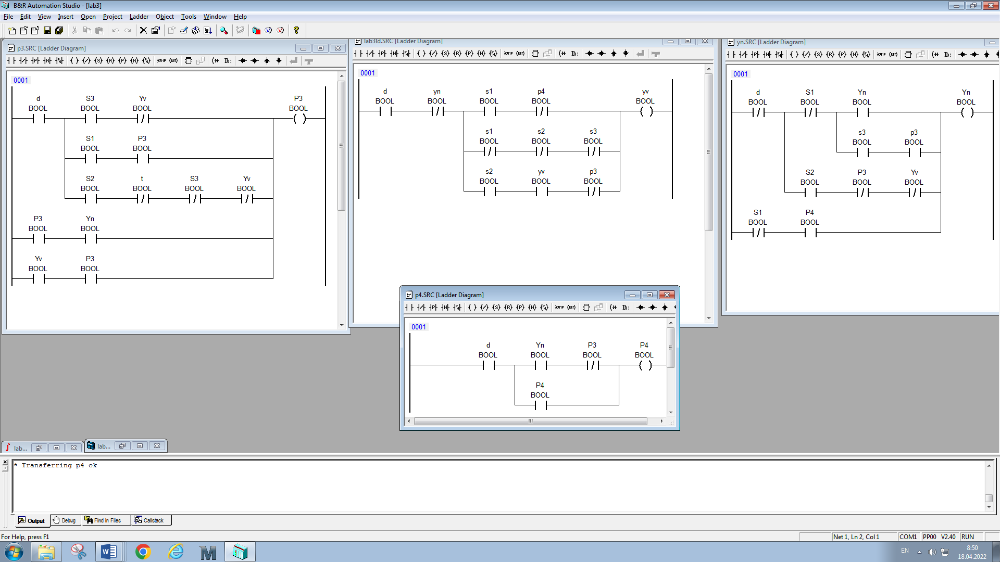 B&R Automation Studio - [lab3]
File Edit View Insert Open Project Ladder Object Tools Window Help
p3.SRC [Ladder Diagram]
0001
d S3 Yv P3
BOOL BOOL BOOL BOOL
S1 P3
BOOL BOOL
S2 t S3 Yv
BOOL BOOL BOOL BOOL
P3 Yn
BOOL BOOL
Yv P3
BOOL BOOL
lab3ld.SRC [Ladder Diagram]
0001
d yn s1 p4 yv
BOOL BOOL BOOL BOOL BOOL
s1 s2 s3
BOOL BOOL BOOL
s2 yv p3
BOOL BOOL BOOL
yn.SRC [Ladder Diagram]
0001
d S1 Yn Yn
BOOL BOOL BOOL BOOL
s3 p3
BOOL BOOL
S2 P3 Yv
BOOL BOOL BOOL
S1 P4
BOOL BOOL
p4.SRC [Ladder Diagram]
0001
d Yn P3 P4
BOOL BOOL BOOL BOOL
P4
BOOL
lab... lab...
* Transferring p4 ok
Output Debug Find in Files Callstack
For Help, press F1
Net 1, Ln 2, Col 1 COM1 PP00 V2.40 RUN
EN 8:50
18.04.2022